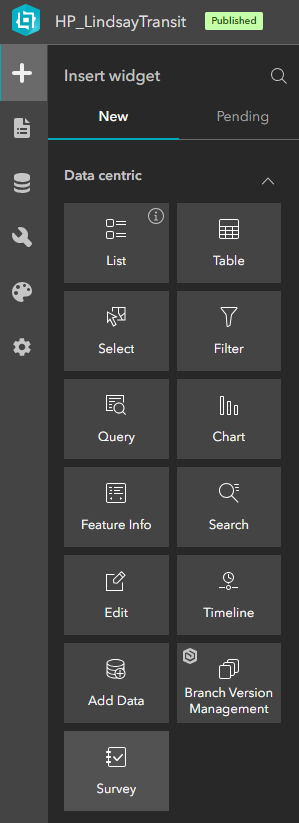 HP_LindsayTransit Published
Insert widget
New Pending
Data centric
List Table
Select Filter
Query Chart
Feature Info Search
Edit Timeline
Add Data Branch Version
Management
Survey